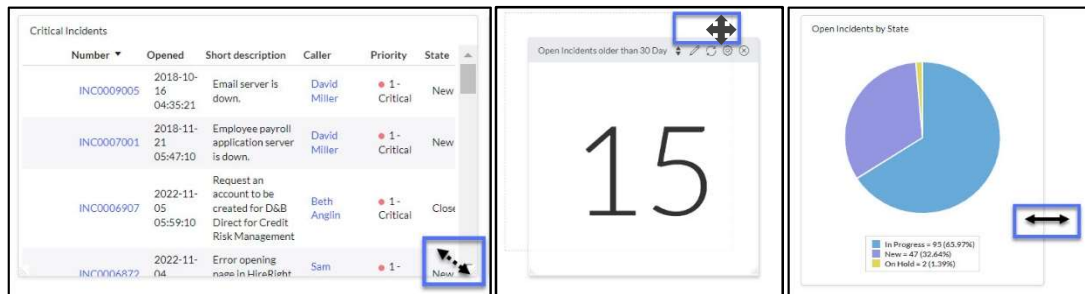 Critical Incidents
Number ▼ Opened Short description Caller Priority State
INC0009005 2018-10-16 04:35:21 Email server is down. David Miller 1 - Critical New
INC0007001 2018-11-21 05:47:10 Employee payroll application server is down. David Miller 1 - Critical New
INC0006907 2022-11-05 05:59:10 Request an account to be created for D&B Direct for Credit Risk Management Beth Anglin 1 - Critical Close
INC0006872 2022-11-04 Error opening page in HireRight Sam 1 - New
Open Incidents older than 30 Day
15
Open Incidents by State
In Progress = 95 (65.97%)
New = 47 (32.64%)
On Hold = 2 (1.39%)